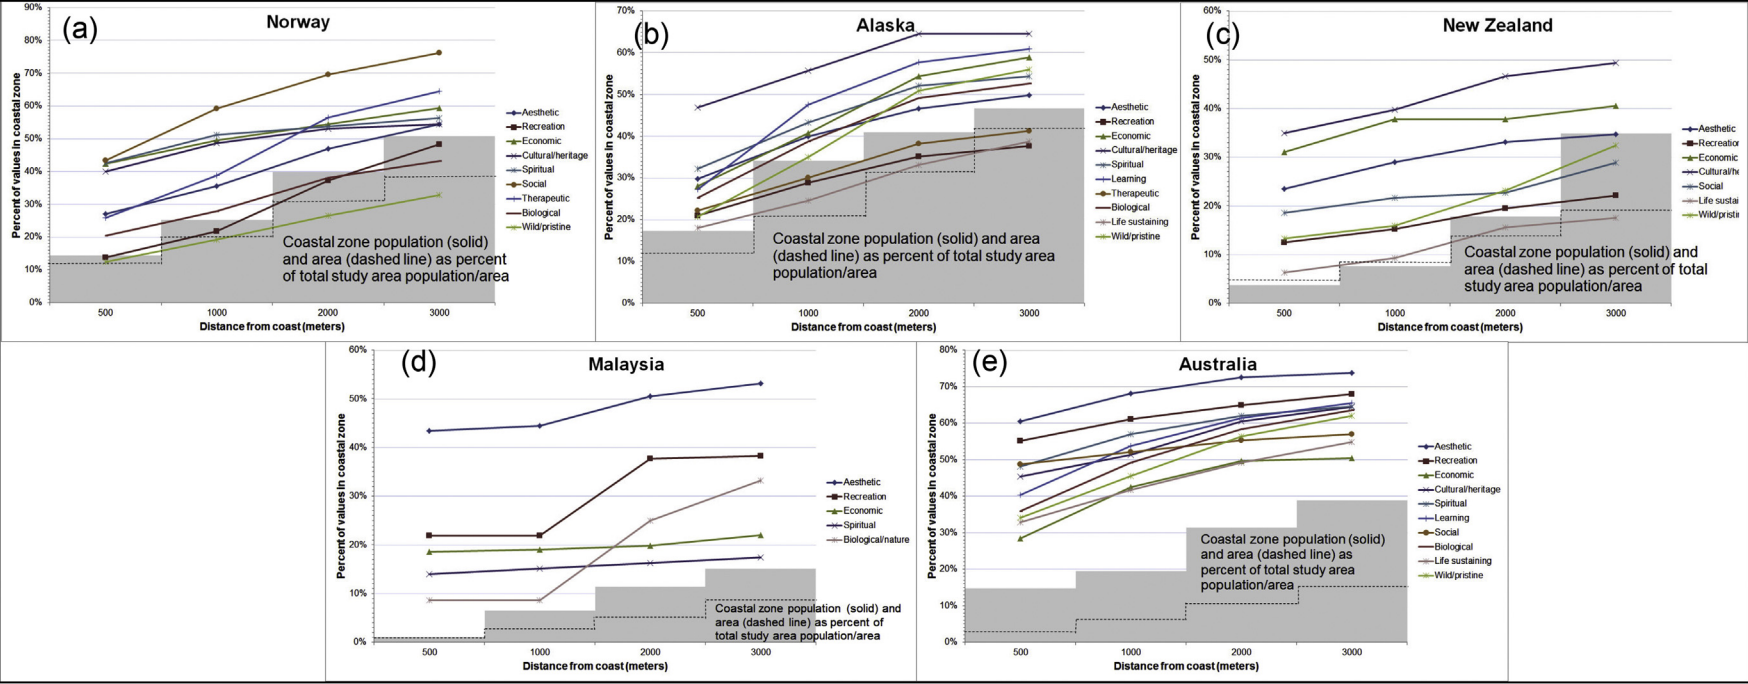 (a)
Norway
90%
80%
70%
60%
50%
40%
30%
20%
10%
0%
Percent of values in coastal zone
500 1000 2000 3000
Distance from coast (meters)
Coastal zone population (solid)
and area (dashed line) as percent
of total study area population/area
Aesthetic
Recreation
Economic
Cultural/heritage
Spiritual
Social
Therapeutic
Biological
Wild/pristine
(b)
Alaska
70%
60%
50%
40%
30%
20%
10%
0%
Percent of values in coastal zone
500 1000 2000 3000
Distance from coast (meters)
Coastal zone population (solid) and area
(dashed line) as percent of total study area
population/area
Aesthetic
Recreation
Economic
Cultural/heritage
Spiritual
Learning
Therapeutic
Biological
Life sustaining
Wild/pristine
(c)
New Zealand
60%
50%
40%
30%
20%
10%
0%
Percent of values in coastal zone
500 1000 2000 3000
Distance from coast (meters)
Coastal zone population (solid) and
area (dashed line) as percent of total
study area population/area
Aesthetic
Recreation
Economic
Cultural/he
Social
Life sustai
Wild/pristin
(d)
Malaysia
60%
50%
40%
30%
20%
10%
0%
Percent of values in coastal zone
500 1000 2000 3000
Distance from coast (meters)
Coastal zone population (solid) and
area (dashed line) as percent of
total study area population/area
Aesthetic
Recreation
Economic
Spiritual
Biological/nature
(e)
Australia
80%
70%
60%
50%
40%
30%
20%
10%
0%
Percent of values in coastal zone
500 1000 2000 3000
Distance from coast (meters)
Coastal zone population (solid)
and area (dashed line) as
percent of total study area
population/area
Aesthetic
Recreation
Economic
Cultural/heritage
Spiritual
Learning
Social
Biological
Life sustaining
Wild/pristine